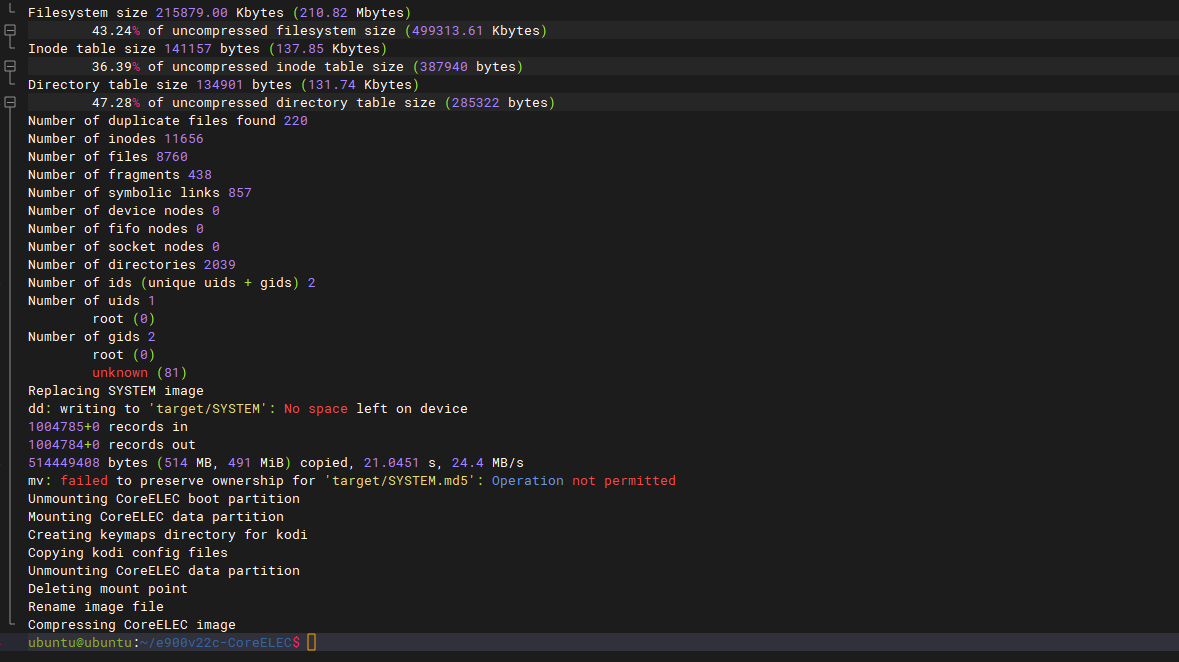 Filesystem size 215879.00 Kbytes (210.82 Mbytes)
43.24% of uncompressed filesystem size (499313.61 Kbytes)
Inode table size 141157 bytes (137.85 Kbytes)
36.39% of uncompressed inode table size (387940 bytes)
Directory table size 134901 bytes (131.74 Kbytes)
47.28% of uncompressed directory table size (285322 bytes)
Number of duplicate files found 220
Number of inodes 11656
Number of files 8760
Number of fragments 438
Number of symbolic links 857
Number of device nodes 0
Number of fifo nodes 0
Number of socket nodes 0
Number of directories 2039
Number of ids (unique uids + gids) 2
Number of uids 1
root (0)
Number of gids 2
root (0)
unknown (81)
Replacing SYSTEM image
dd: writing to 'target/SYSTEM': No space left on device
1004785+0 records in
1004784+0 records out
514449408 bytes (514 MB, 491 MiB) copied, 21.0451 s, 24.4 MB/s
mv: failed to preserve ownership for 'target/SYSTEM.md5': Operation not permitted
Unmounting CoreELEC boot partition
Mounting CoreELEC data partition
Creating keymaps directory for kodi
Copying kodi config files
Unmounting CoreELEC data partition
Deleting mount point
Rename image file
Compressing CoreELEC image
ubuntu@ubuntu:~/e900v22c-CoreELEC$